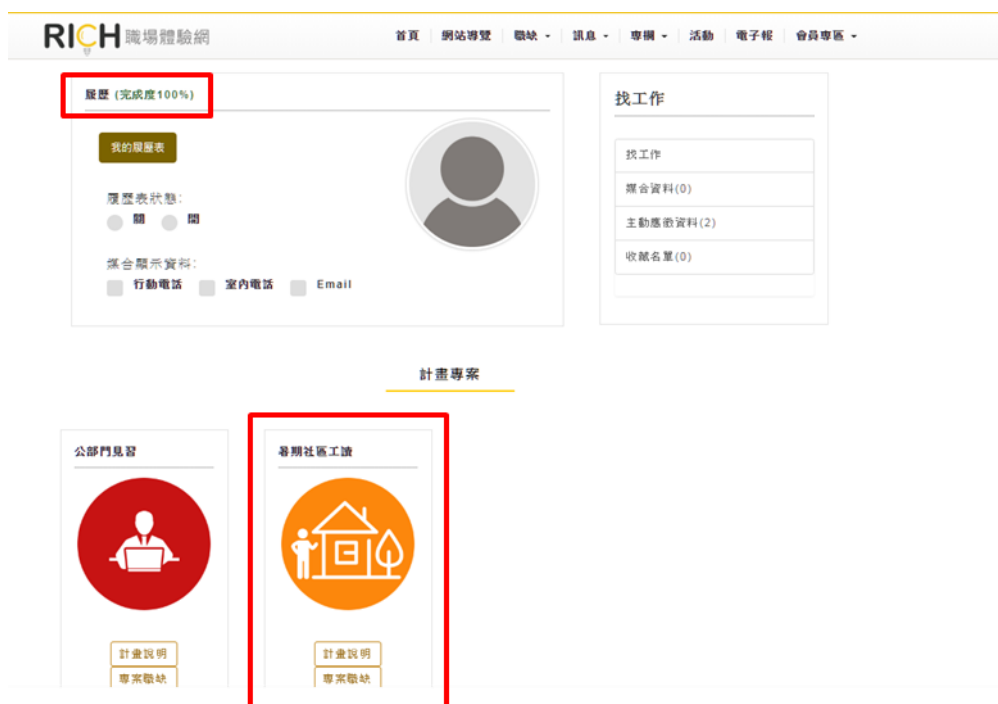 RICH 職場體驗網
首頁 網站導覽 職缺 訊息 專欄 活動 電子報 會員專區
履歷 (完成度100%)
我的履歷表
履歷表狀態:
關 開
媒合顯示資料:
行動電話 室內電話 Email
找工作
找工作
媒合資料(0)
主動應徵資料(2)
收藏名單(0)
計畫專案
公部門見習
計畫說明
專案職缺
暑期社區工讀
計畫說明
專案職缺